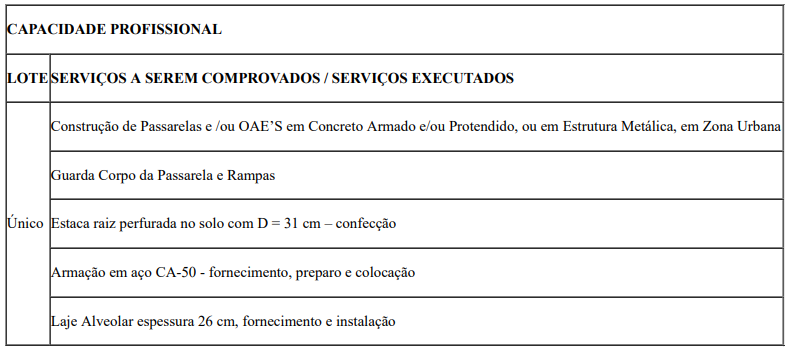 CAPACIDADE PROFISSIONAL
LOTE SERVIÇOS A SEREM COMPROVADOS / SERVIÇOS EXECUTADOS
Construção de Passarelas e /ou OAE’S em Concreto Armado e/ou Protendido, ou em Estrutura Metálica, em Zona Urbana
Guarda Corpo da Passarela e Rampas
Único Estaca raiz perfurada no solo com D = 31 cm – confecção
Armação em aço CA-50 - fornecimento, preparo e colocação
Laje Alveolar espessura 26 cm, fornecimento e instalação